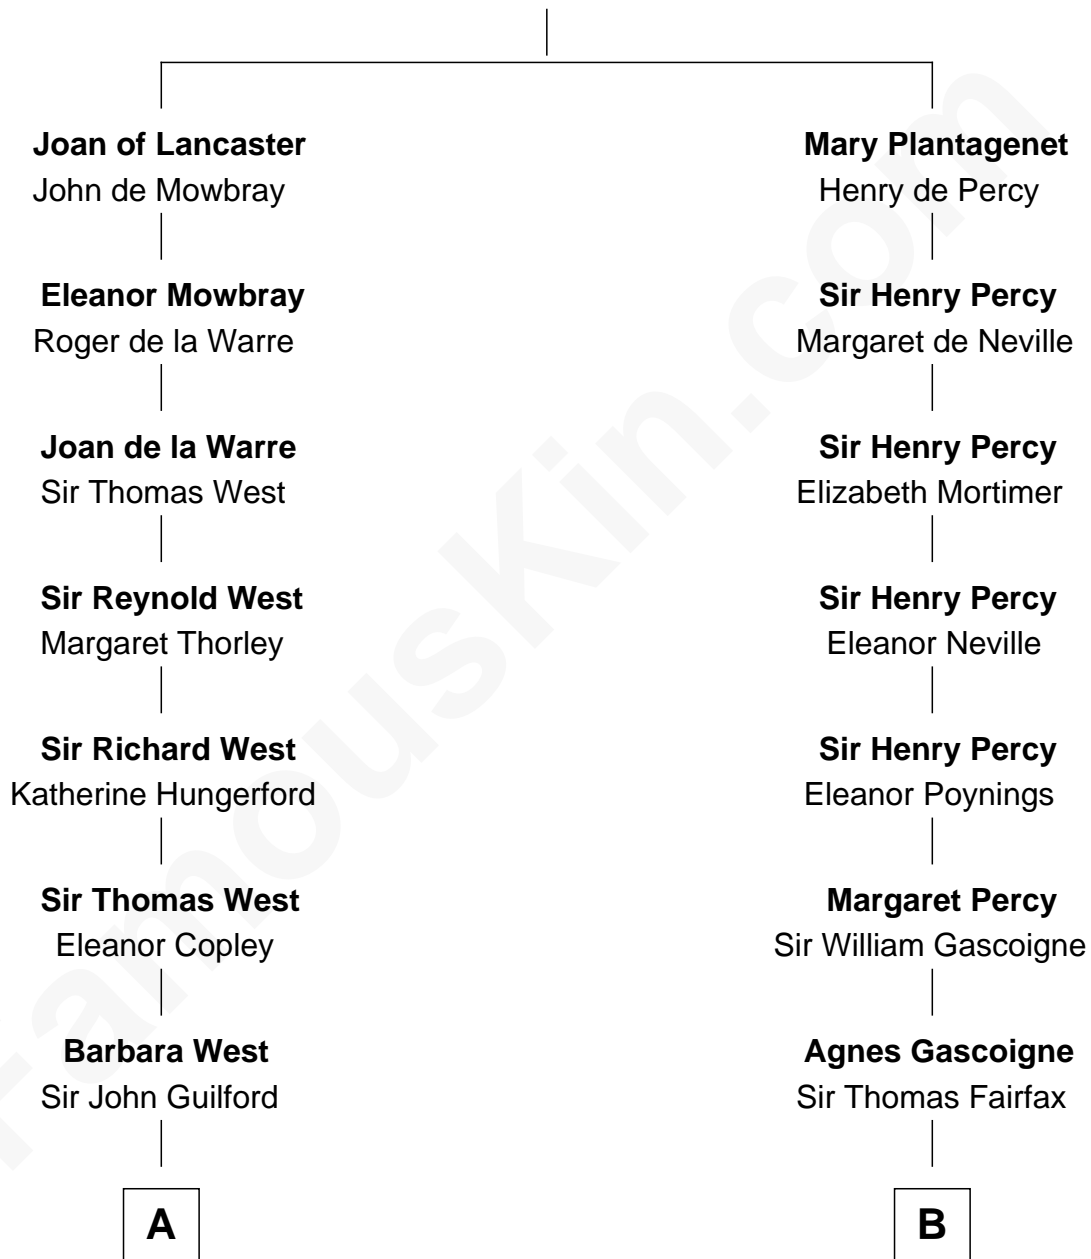 Joan of Lancaster
John de Mowbray
Eleanor Mowbray
Roger de la Warre
Joan de la Warre
Sir Thomas West
Sir Reynold West
Margaret Thorley
Sir Richard West
Katherine Hungerford
Sir Thomas West
Eleanor Copley
Barbara West
Sir John Guilford
A
Mary Plantagenet
Henry de Percy
Sir Henry Percy
Margaret de Neville
Sir Henry Percy
Elizabeth Mortimer
Sir Henry Percy
Eleanor Neville
Sir Henry Percy
Eleanor Poynings
Margaret Percy
Sir William Gascoigne
Agnes Gascoigne
Sir Thomas Fairfax
B
FamousKin.com